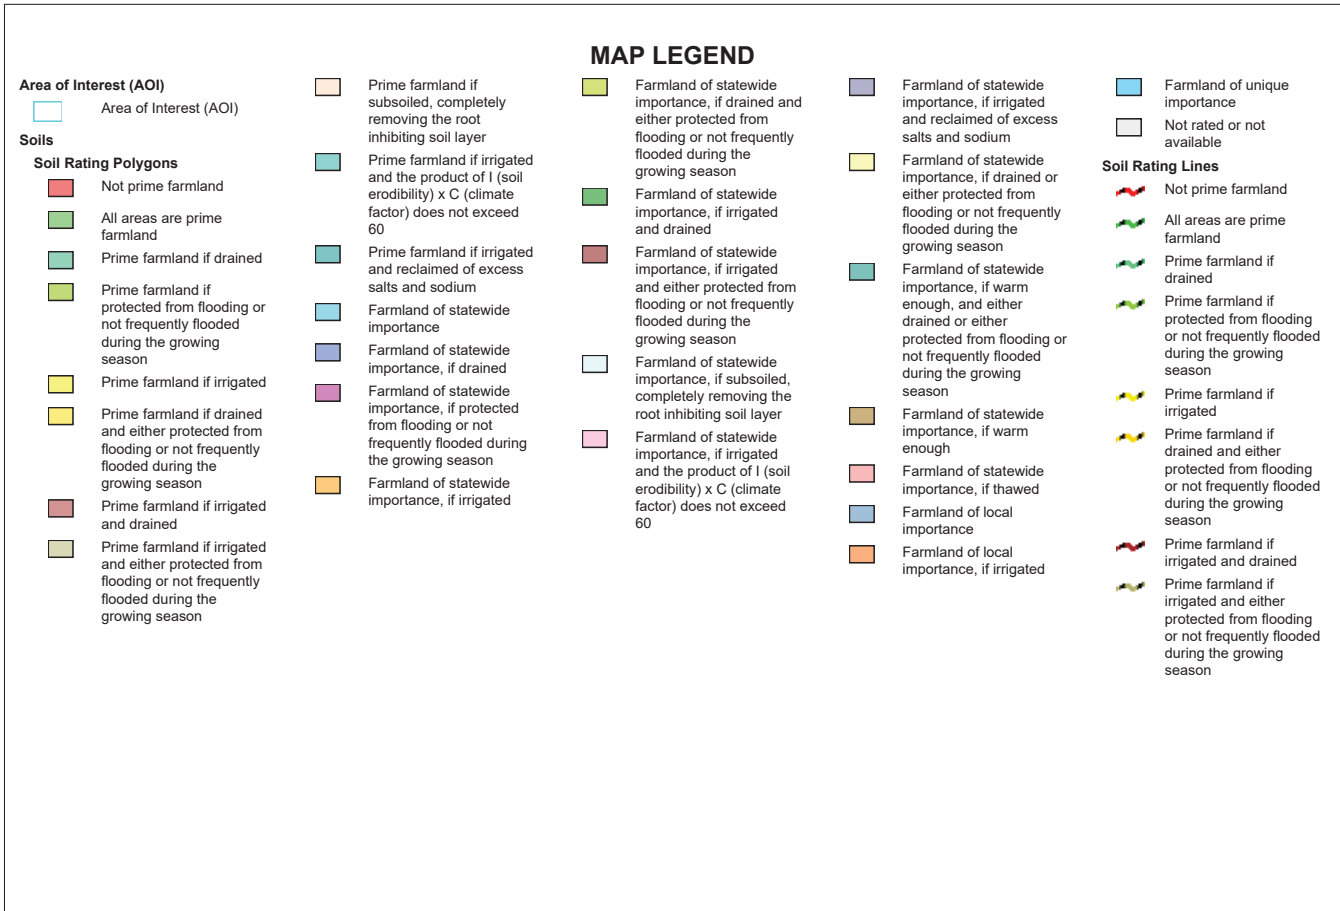 MAP LEGEND
Area of Interest (AOI)
Area of Interest (AOI)
Soils
Soil Rating Polygons
Not prime farmland
All areas are prime
farmland
Prime farmland if drained
Prime farmland if
protected from flooding or
not frequently flooded
during the growing
season
Prime farmland if irrigated
Prime farmland if drained
and either protected from
flooding or not frequently
flooded during the
growing season
Prime farmland if irrigated
and drained
Prime farmland if irrigated
and either protected from
flooding or not frequently
flooded during the
growing season
Prime farmland if
subsoiled, completely
removing the root
inhibiting soil layer
Prime farmland if irrigated
and the product of I (soil
erodibility) x C (climate
factor) does not exceed
60
Prime farmland if irrigated
and reclaimed of excess
salts and sodium
Farmland of statewide
importance
Farmland of statewide
importance, if drained
Farmland of statewide
importance, if protected
from flooding or not
frequently flooded during
the growing season
Farmland of statewide
importance, if irrigated
Farmland of statewide
importance, if drained and
either protected from
flooding or not frequently
flooded during the
growing season
Farmland of statewide
importance, if irrigated
and drained
Farmland of statewide
importance, if irrigated
and either protected from
flooding or not frequently
flooded during the
growing season
Farmland of statewide
importance, if subsoiled,
completely removing the
root inhibiting soil layer
Farmland of statewide
importance, if irrigated
and the product of I (soil
erodibility) x C (climate
factor) does not exceed
60
Farmland of statewide
importance, if irrigated
and reclaimed of excess
salts and sodium
Farmland of statewide
importance, if drained or
either protected from
flooding or not frequently
flooded during the
growing season
Farmland of statewide
importance, if warm
enough, and either
drained or either
protected from flooding or
not frequently flooded
during the growing
season
Farmland of statewide
importance, if warm
enough
Farmland of statewide
importance, if thawed
Farmland of local
importance
Farmland of local
importance, if irrigated
Farmland of unique
importance
Not rated or not
available
Soil Rating Lines
Not prime farmland
All areas are prime
farmland
Prime farmland if
drained
Prime farmland if
protected from flooding
or not frequently flooded
during the growing
season
Prime farmland if
irrigated
Prime farmland if
drained and either
protected from flooding
or not frequently flooded
during the growing
season
Prime farmland if
irrigated and drained
Prime farmland if
irrigated and either
protected from flooding
or not frequently flooded
during the growing
season